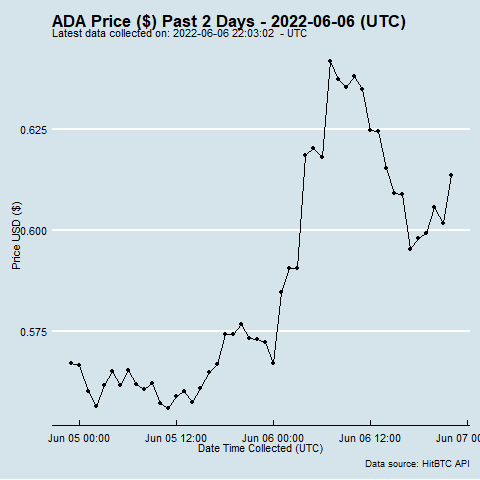 ADA Price ($) Past 2 Days - 2022-06-06 (UTC)
Latest data collected on: 2022-06-06 22:03:02  - UTC
0.625
0.600
0.575
Price USD ($)
Jun 05 00:00 Jun 05 12:00 Jun 06 00:00 Jun 06 12:00 Jun 07 0
Date Time Collected (UTC)
Data source: HitBTC API